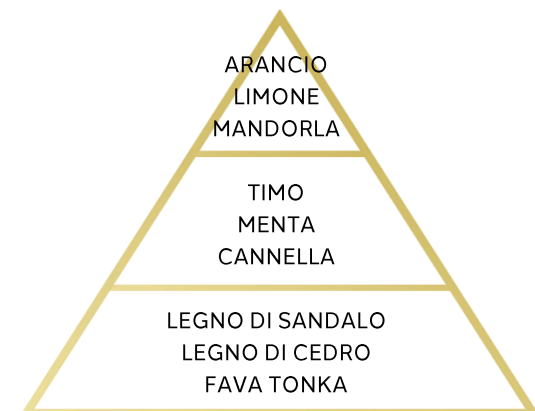 ARANCIO
LIMONE
MANDORLA
TIMO
MENTA
CANNELLA
LEGNO DI SANDALO
LEGNO DI CEDRO
FAVA TONKA